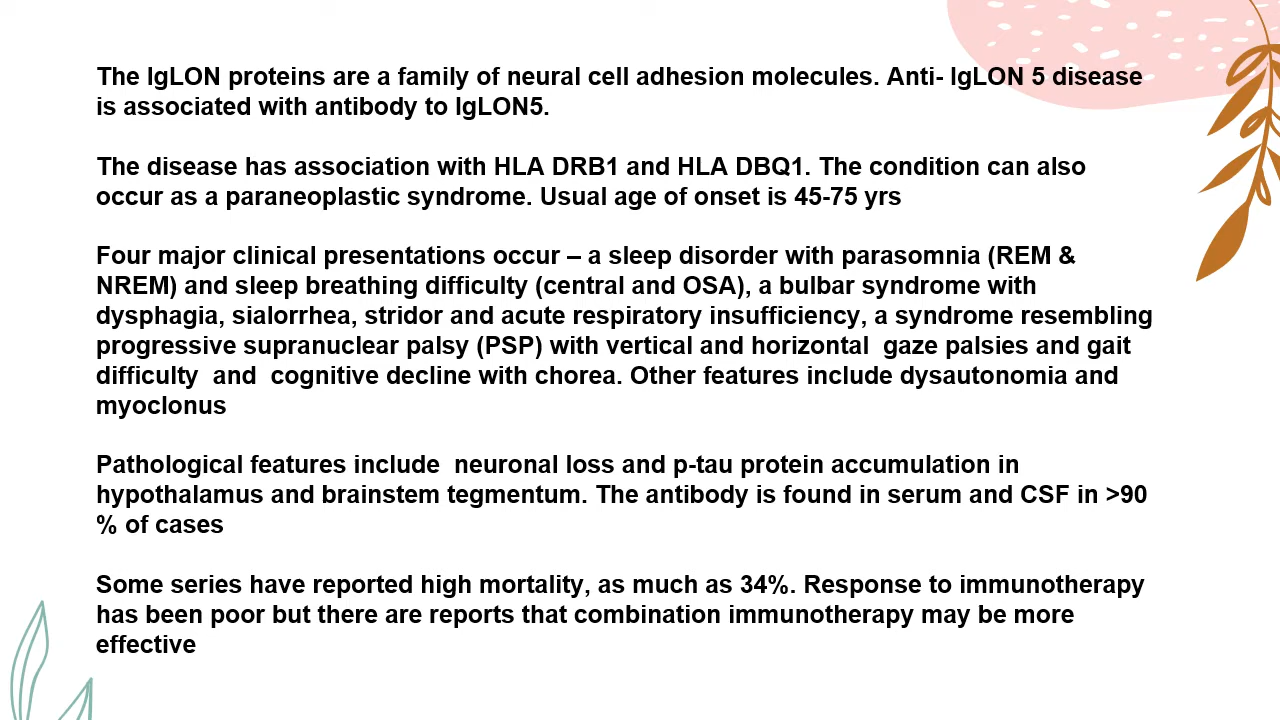 The IgLON proteins are a family of neural cell adhesion molecules. Anti- IgLON 5 disease
is associated with antibody to IgLON5.
The disease has association with HLA DRB1 and HLA DBQ1. The condition can also
occur as a paraneoplastic syndrome. Usual age of onset is 45-75 yrs
Four major clinical presentations occur – a sleep disorder with parasomnia (REM &
NREM) and sleep breathing difficulty (central and OSA), a bulbar syndrome with
dysphagia, sialorrhea, stridor and acute respiratory insufficiency, a syndrome resembling
progressive supranuclear palsy (PSP) with vertical and horizontal  gaze palsies and gait
difficulty  and  cognitive decline with chorea. Other features include dysautonomia and
myoclonus
Pathological features include  neuronal loss and p-tau protein accumulation in
hypothalamus and brainstem tegmentum. The antibody is found in serum and CSF in >90
% of cases
Some series have reported high mortality, as much as 34%. Response to immunotherapy
has been poor but there are reports that combination immunotherapy may be more
effective